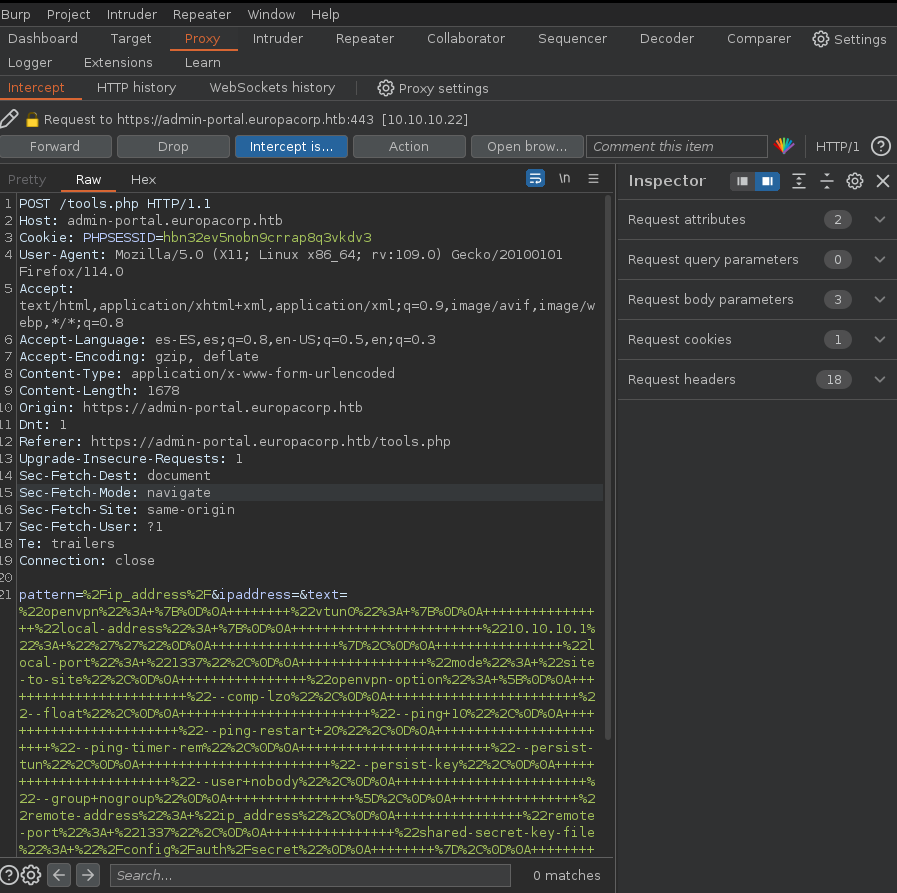 Burp Project Intruder Repeater Window Help
Dashboard Target Proxy Intruder Repeater Collaborator Sequencer Decoder Comparer Settings
Logger Extensions Learn
Intercept HTTP history WebSockets history Proxy settings
Request to https://admin-portal.europacorp.htb:443 [10.10.10.22]
Forward Drop Intercept is... Action Open brow... Comment this item HTTP/1
Pretty Raw Hex \n
Inspector
1 POST /tools.php HTTP/1.1
2 Host: admin-portal.europacorp.htb
3 Cookie: PHPSESSID=hbn32ev5nobn9crrap8q3vkdv3
4 User-Agent: Mozilla/5.0 (X11; Linux x86_64; rv:109.0) Gecko/20100101
Firefox/114.0
5 Accept:
text/html,application/xhtml+xml,application/xml;q=0.9,image/avif,image/w
ebp,*/*;q=0.8
6 Accept-Language: es-ES,es;q=0.8,en-US;q=0.5,en;q=0.3
7 Accept-Encoding: gzip, deflate
8 Content-Type: application/x-www-form-urlencoded
9 Content-Length: 1678
10 Origin: https://admin-portal.europacorp.htb
11 Dnt: 1
12 Referer: https://admin-portal.europacorp.htb/tools.php
13 Upgrade-Insecure-Requests: 1
14 Sec-Fetch-Dest: document
15 Sec-Fetch-Mode: navigate
16 Sec-Fetch-Site: same-origin
17 Sec-Fetch-User: ?1
18 Te: trailers
19 Connection: close
20
21 pattern=%2Fip_address%2F&ipaddress=&text=
%22openvpn%22%3A+%7B%0D%0A++++++++%22vtun0%22%3A+%7B%0D%0A++++++++++++++
++%22local-address%22%3A+%7B%0D%0A++++++++++++++++++++++++%2210.10.10.1%
22%3A+%22%27%27%22%0D%0A++++++++++++++++%7D%2C%0D%0A++++++++++++++++%22l
ocal-port%22%3A+%221337%22%2C%0D%0A++++++++++++++++%22mode%22%3A+%22site
-to-site%22%2C%0D%0A++++++++++++++++%22openvpn-option%22%3A+%5B%0D%0A+++
+++++++++++++++++++++%22--comp-lzo%22%2C%0D%0A++++++++++++++++++++++++%2
2--float%22%2C%0D%0A++++++++++++++++++++++++%22--ping+10%22%2C%0D%0A++++
++++++++++++++++++++%22--ping-restart+20%22%2C%0D%0A++++++++++++++++++++
++++%22--ping-timer-rem%22%2C%0D%0A++++++++++++++++++++++++%22--persist-
tun%22%2C%0D%0A++++++++++++++++++++++++%22--persist-key%22%2C%0D%0A+++++
+++++++++++++++++++%22--user+nobody%22%2C%0D%0A++++++++++++++++++++++++%
22--group+nogroup%22%0D%0A++++++++++++++++%5D%2C%0D%0A++++++++++++++++%2
2remote-address%22%3A+%22ip_address%22%2C%0D%0A++++++++++++++++%22remote
-port%22%3A+%221337%22%2C%0D%0A++++++++++++++++%22shared-secret-key-file
%22%3A+%22%2Fconfig%2Fauth%2Fsecret%22%0D%0A++++++++%7D%2C%0D%0A++++++++
Request attributes 2
Request query parameters 0
Request body parameters 3
Request cookies 1
Request headers 18
Search... 0 matches